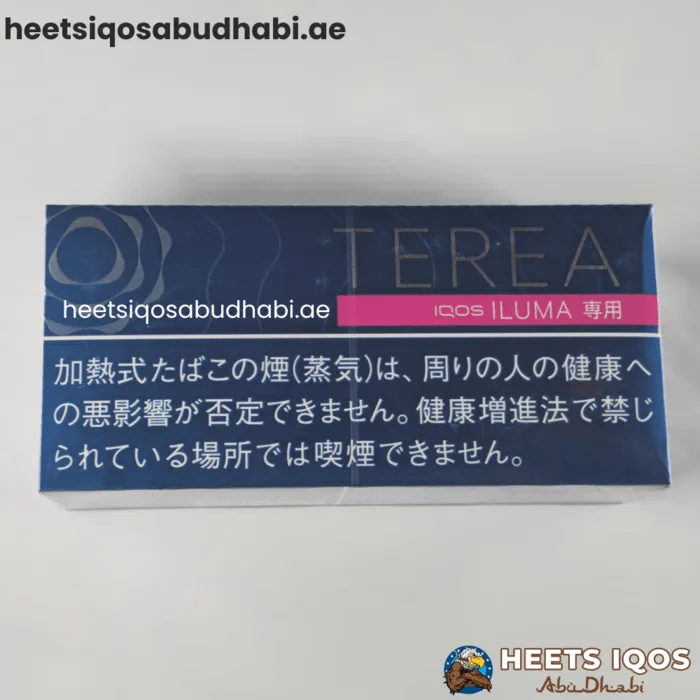 heetsiqosabudhabi.ae
TEREA
heetsiqosabudhabi.ae
IQOS ILUMA 専用
加熱式たばこの煙(蒸気)は、周りの人の健康へ
の悪影響が否定できません。健康増進法で禁じ
られている場所では喫煙できません。
HEETS IQOS
Abu Dhabi